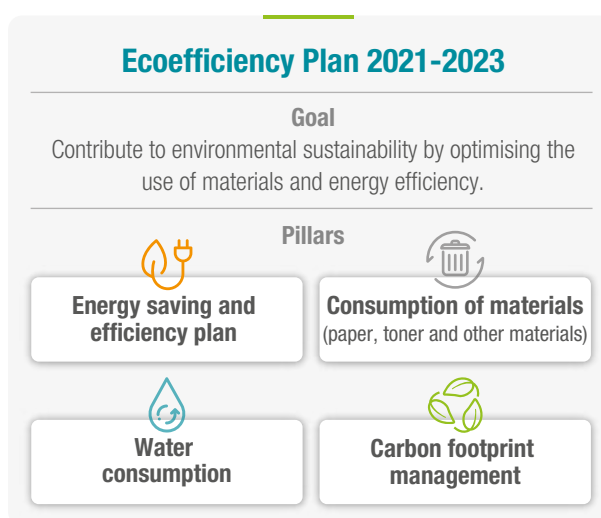 Ecoefficiency Plan 2021-2023
Goal
Contribute to environmental sustainability by optimising the
use of materials and energy efficiency.
Pillars
Energy saving and
efficiency plan
Consumption of materials
(paper, toner and other materials)
Water
consumption
Carbon footprint
management